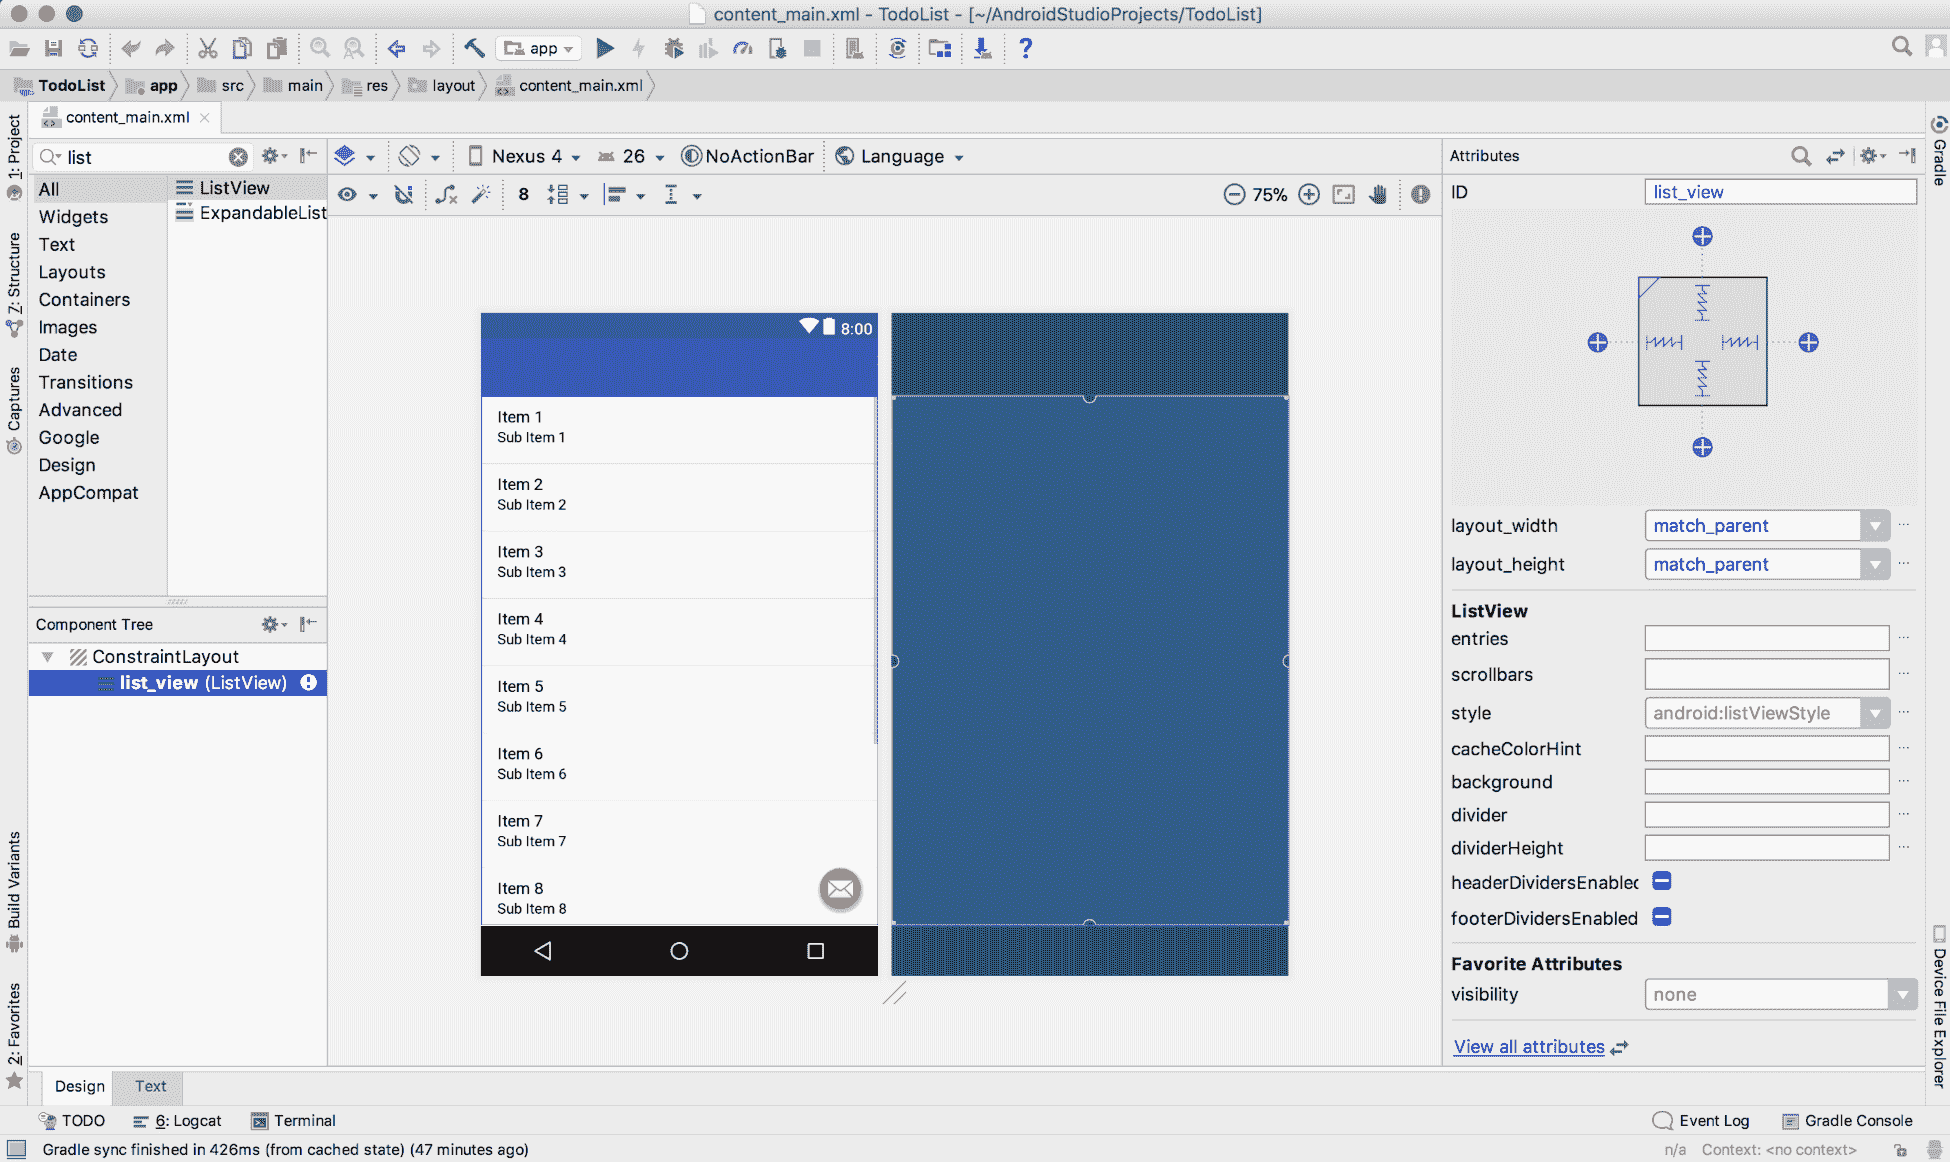 content_main.xml - TodoList - [~/AndroidStudioProjects/TodoList]
app
TodoList app src main res layout content_main.xml
content_main.xml
list
Nexus 4 26 NoActionBar Language
Attributes
8
75%
All
Widgets
Text
Layouts
Containers
Images
Date
Transitions
Advanced
Google
Design
AppCompat
ListView
ExpandableList
Component Tree
ConstraintLayout
list_view (ListView)
8:00
Item 1
Sub Item 1
Item 2
Sub Item 2
Item 3
Sub Item 3
Item 4
Sub Item 4
Item 5
Sub Item 5
Item 6
Sub Item 6
Item 7
Sub Item 7
Item 8
Sub Item 8
ID list_view
layout_width match_parent
layout_height match_parent
ListView
entries
scrollbars
style android:listViewStyle
cacheColorHint
background
divider
dividerHeight
headerDividersEnabled
footerDividersEnabled
Favorite Attributes
visibility none
View all attributes
1: Project
7: Structure
Captures
Build Variants
2: Favorites
Gradle
Device File Explorer
Design Text
TODO 6: Logcat Terminal
Event Log Gradle Console
Gradle sync finished in 426ms (from cached state) (47 minutes ago)
n/a Context: <no context>